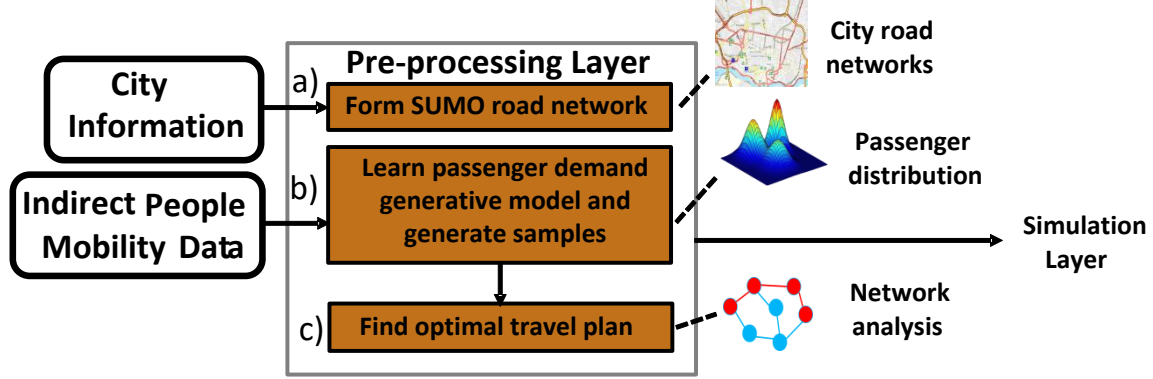 City
Information
Indirect People
Mobility Data
Pre-processing Layer
a)
Form SUMO road network
b)
Learn passenger demand
generative model and
generate samples
c)
Find optimal travel plan
City road
networks
Passenger
distribution
Network
analysis
Simulation
Layer